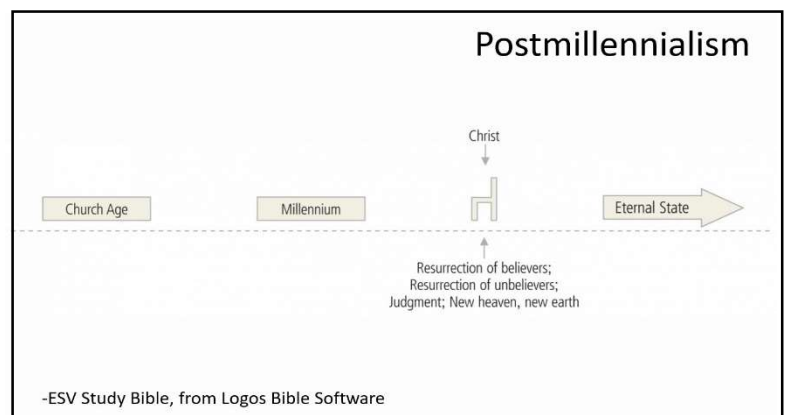 Postmillennialism
Christ
Church Age
Millennium
Eternal State
Resurrection of believers;
Resurrection of unbelievers;
Judgment; New heaven, new earth
-ESV Study Bible, from Logos Bible Software